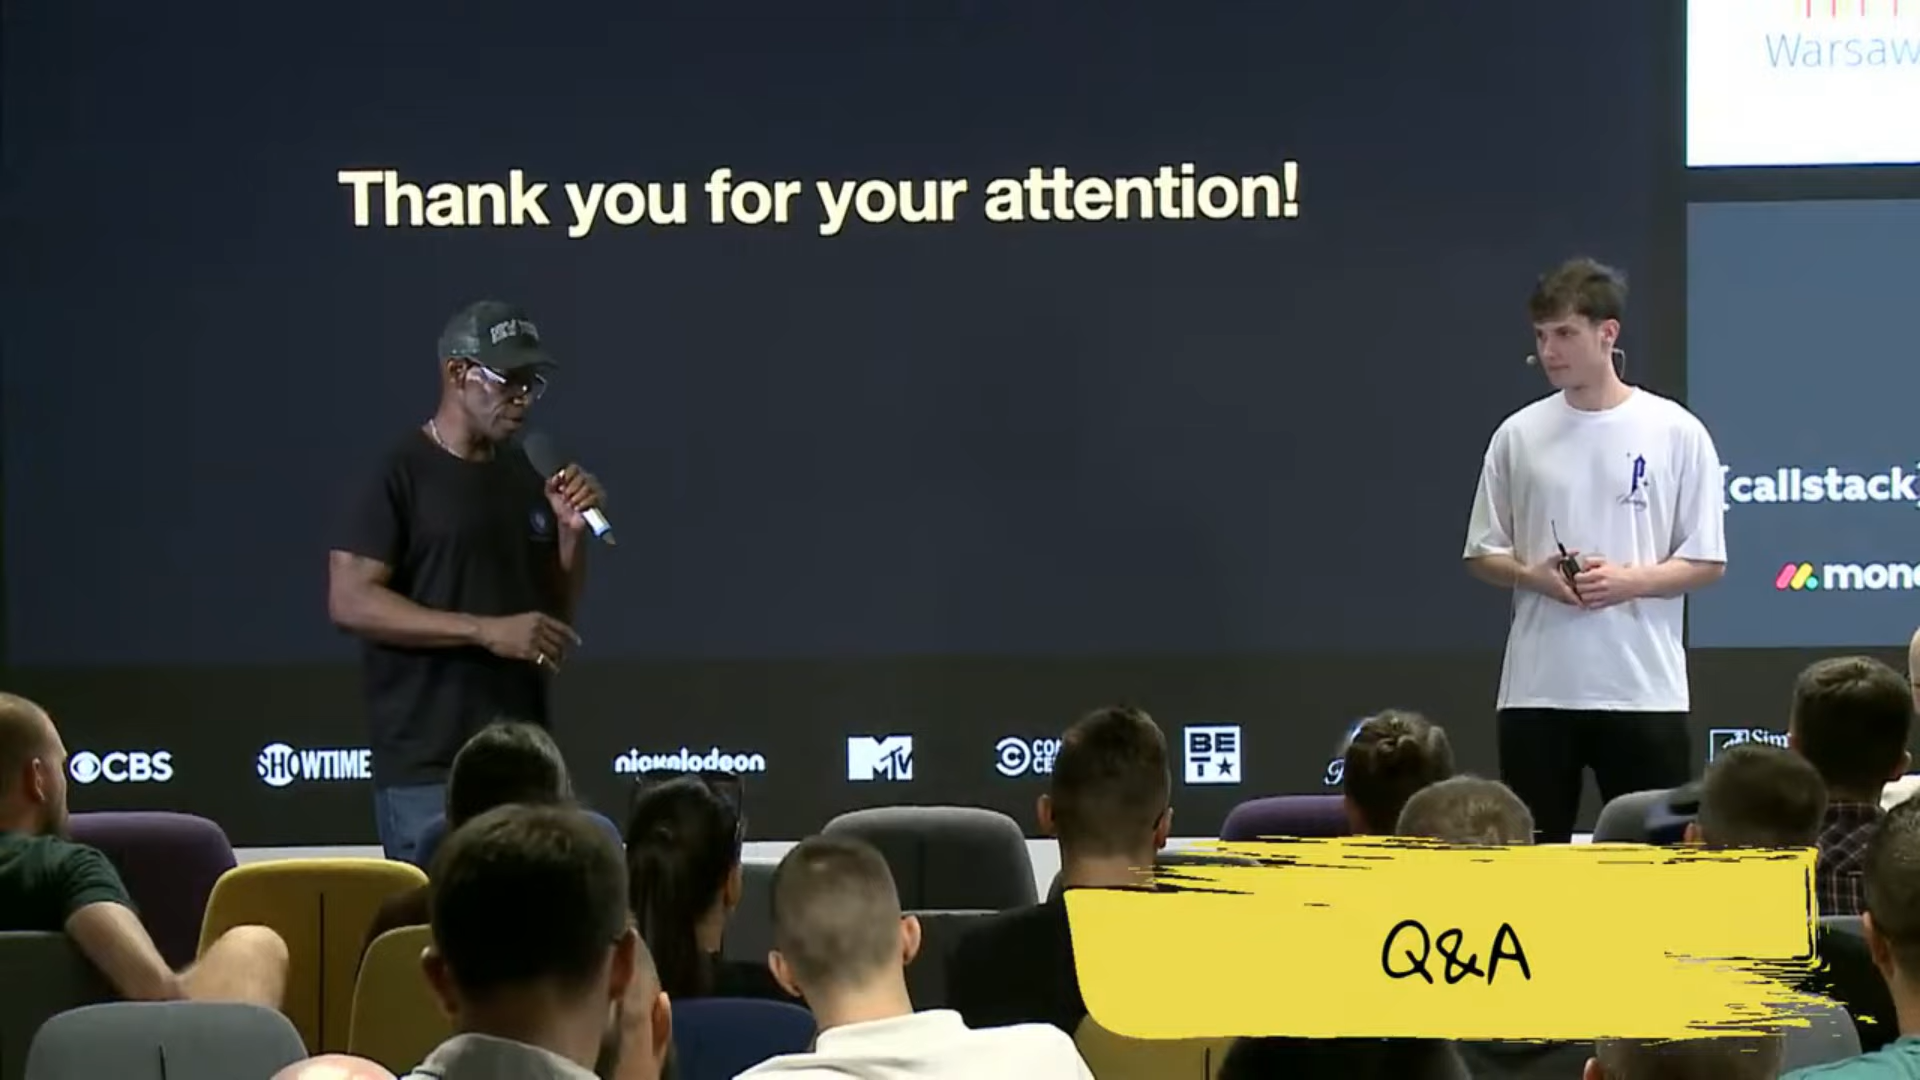 Warsaw
Thank you for your attention!
[callstack]
CBS
SHOWTIME
nickelodeon
MTV
BET
Q&A